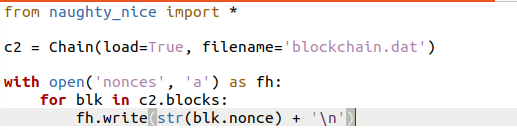 from naughty_nice import *
c2 = Chain(load=True, filename='blockchain.dat')
with open('nonces', 'a') as fh:
    for blk in c2.blocks:
        fh.write(str(blk.nonce) + '\n')